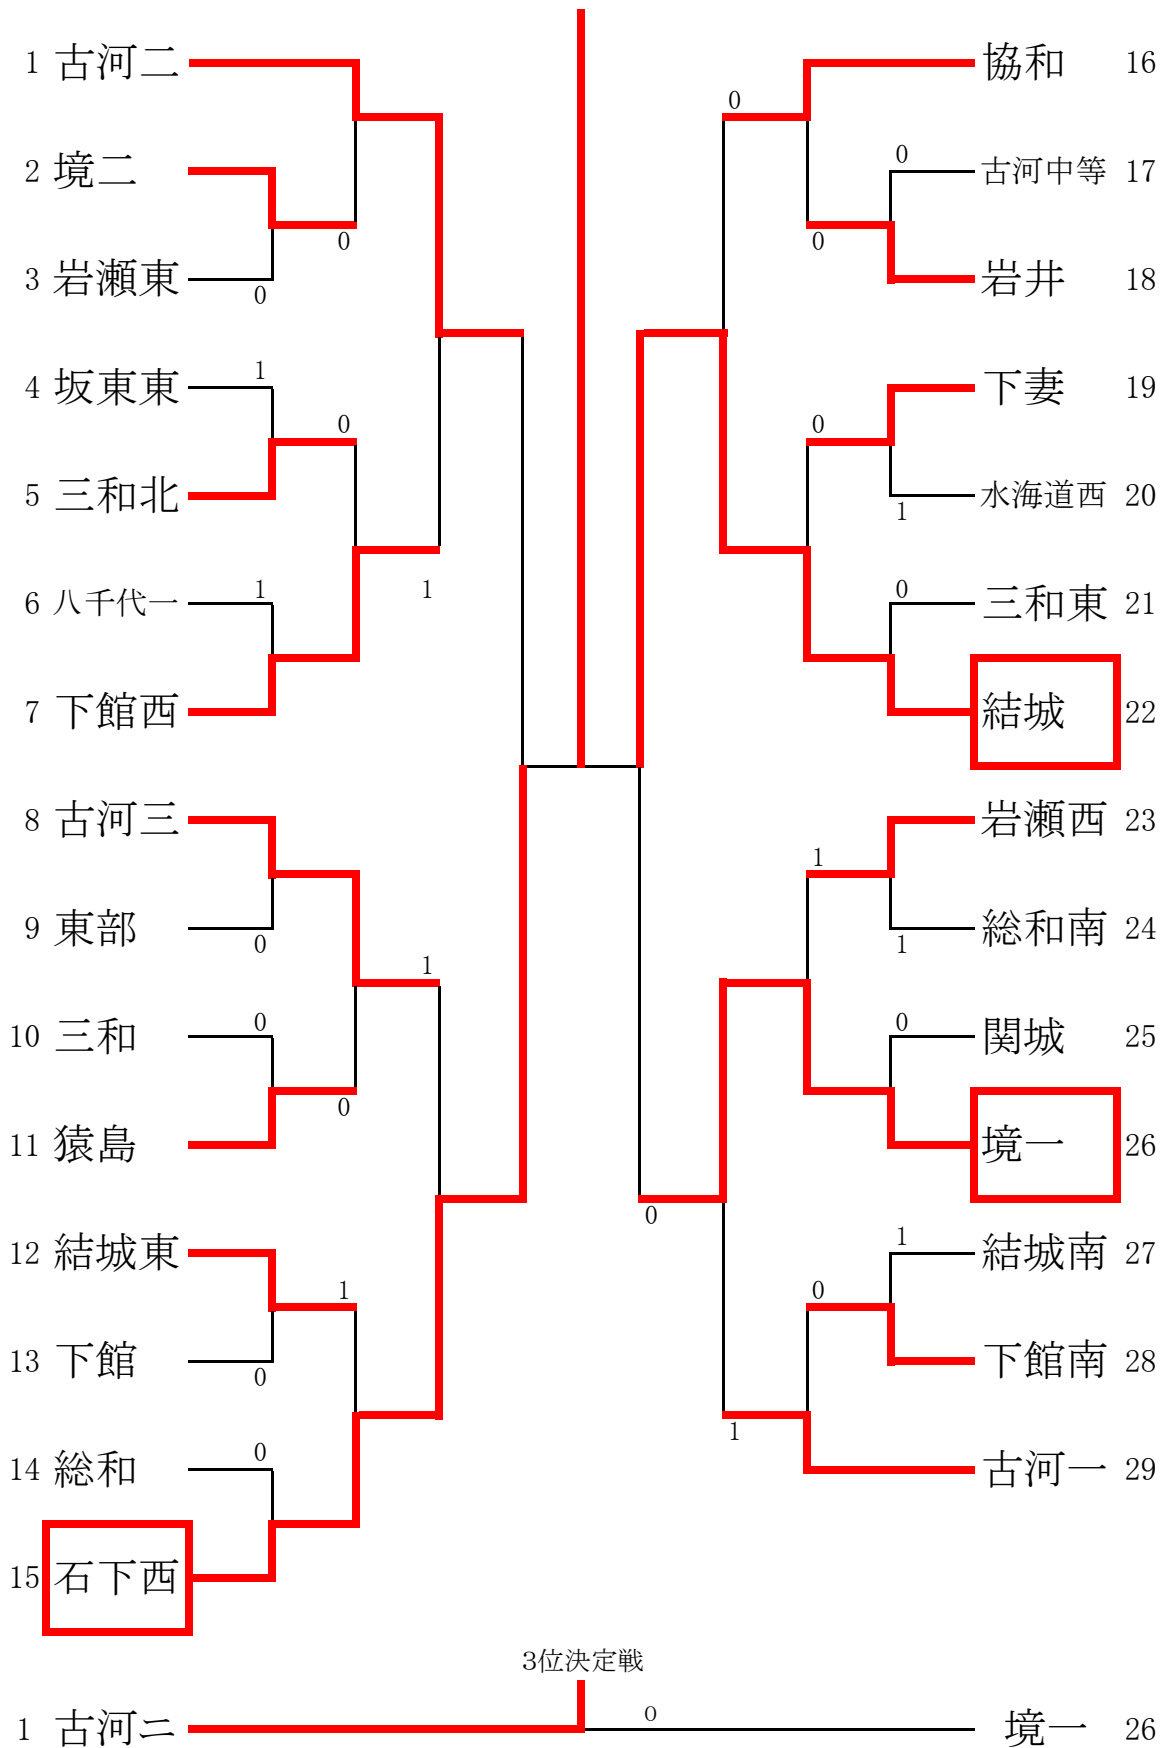 1 古河二
2 境二
0
3 岩瀬東
0
4 坂東東
1
0
5 三和北
6 八千代一
1
1
7 下館西
8 古河三
9 東部
0
1
10 三和
0
0
11 猿島
12 結城東
1
13 下館
0
14 総和
0
15 石下西
協和 16
0
古河中等 17
0
0
岩井 18
下妻 19
0
水海道西 20
1
三和東 21
0
結城 22
岩瀬西 23
1
総和南 24
1
関城 25
0
境一 26
0
結城南 27
1
0
下館南 28
1
古河一 29
3位決定戦
1 古河二 0 境一 26